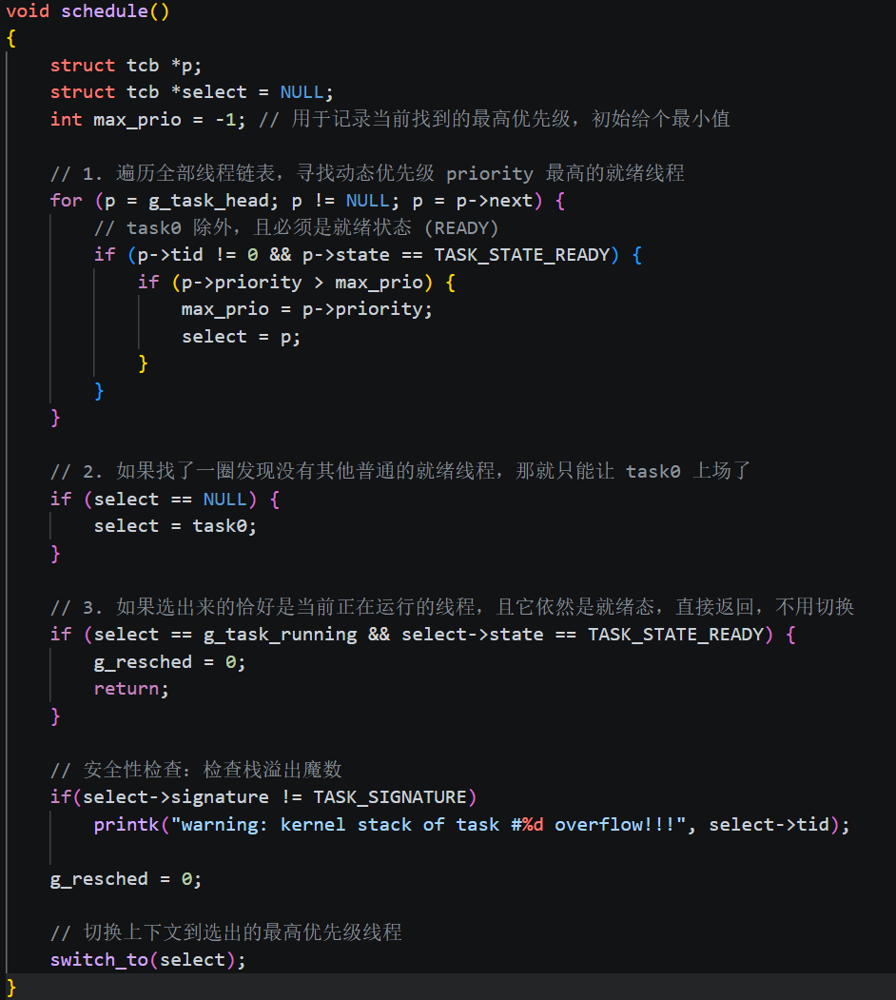 void schedule()
{
    struct tcb *p;
    struct tcb *select = NULL;
    int max_prio = -1; // 用于记录当前找到的最高优先级，初始给个最小值

    // 1. 遍历全部线程链表，寻找动态优先级 priority 最高的就绪线程
    for (p = g_task_head; p != NULL; p = p->next) {
        // task0 除外，且必须是就绪状态 (READY)
        if (p->tid != 0 && p->state == TASK_STATE_READY) {
            if (p->priority > max_prio) {
                max_prio = p->priority;
                select = p;
            }
        }
    }

    // 2. 如果找了一圈发现没有其他普通的就绪线程，那就只能让 task0 上场了
    if (select == NULL) {
        select = task0;
    }

    // 3. 如果选出来的恰好是当前正在运行的线程，且它依然是就绪态，直接返回，不用切换
    if (select == g_task_running && select->state == TASK_STATE_READY) {
        g_resched = 0;
        return;
    }

    // 安全性检查：检查栈溢出魔数
    if(select->signature != TASK_SIGNATURE)
        printk("warning: kernel stack of task #%d overflow!!!", select->tid);

    g_resched = 0;

    // 切换上下文到选出的最高优先级线程
    switch_to(select);
}